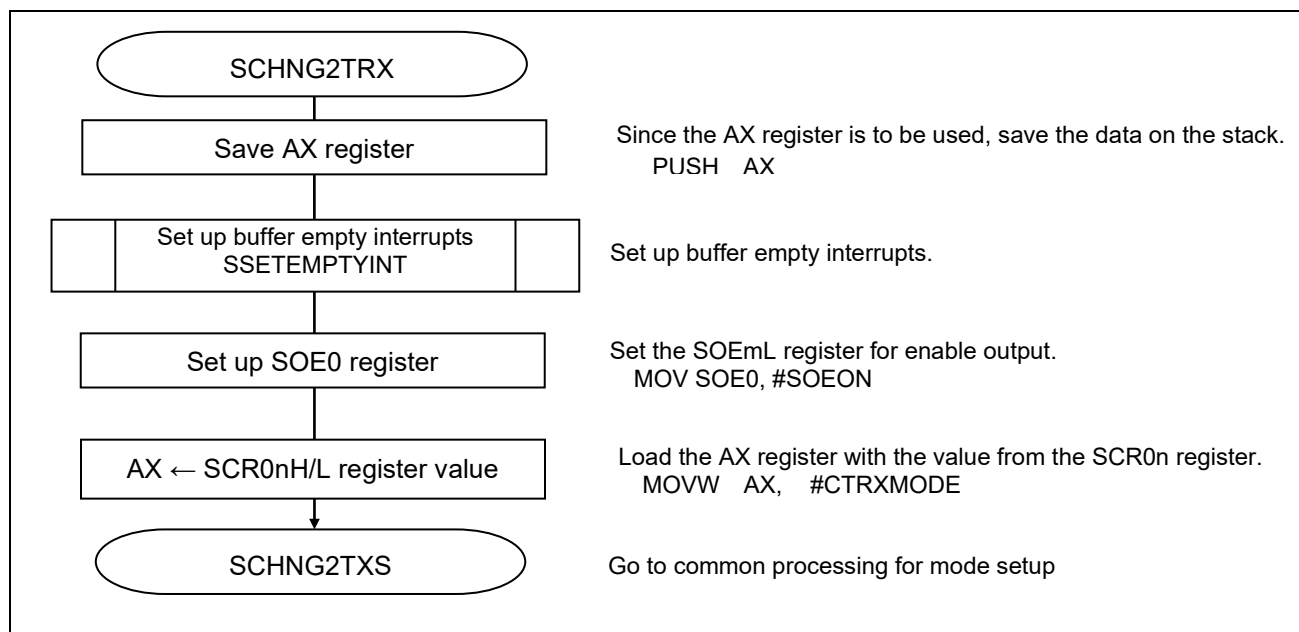 SCHNG2TRX
Save AX register
Since the AX register is to be used, save the data on the stack.
PUSH AX
Set up buffer empty interrupts
SSETEMPTYINT
Set up buffer empty interrupts.
Set up SOE0 register
Set the SOEmL register for enable output.
MOV SOE0, #SOEON
AX ← SCR0nH/L register value
Load the AX register with the value from the SCR0n register.
MOVW AX, #CTRXMODE
SCHNG2TXS
Go to common processing for mode setup